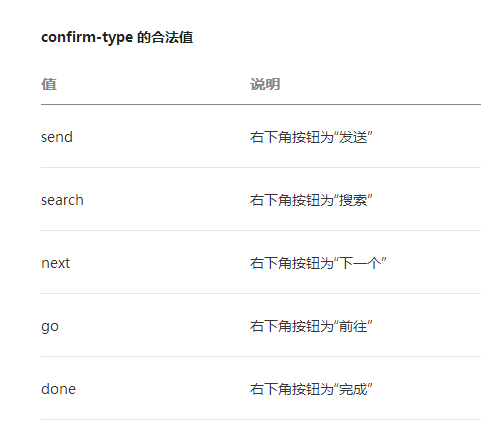 confirm-type 的合法值
值 说明
send 右下角按钮为“发送”
search 右下角按钮为“搜索”
next 右下角按钮为“下一个”
go 右下角按钮为“前往”
done 右下角按钮为“完成”